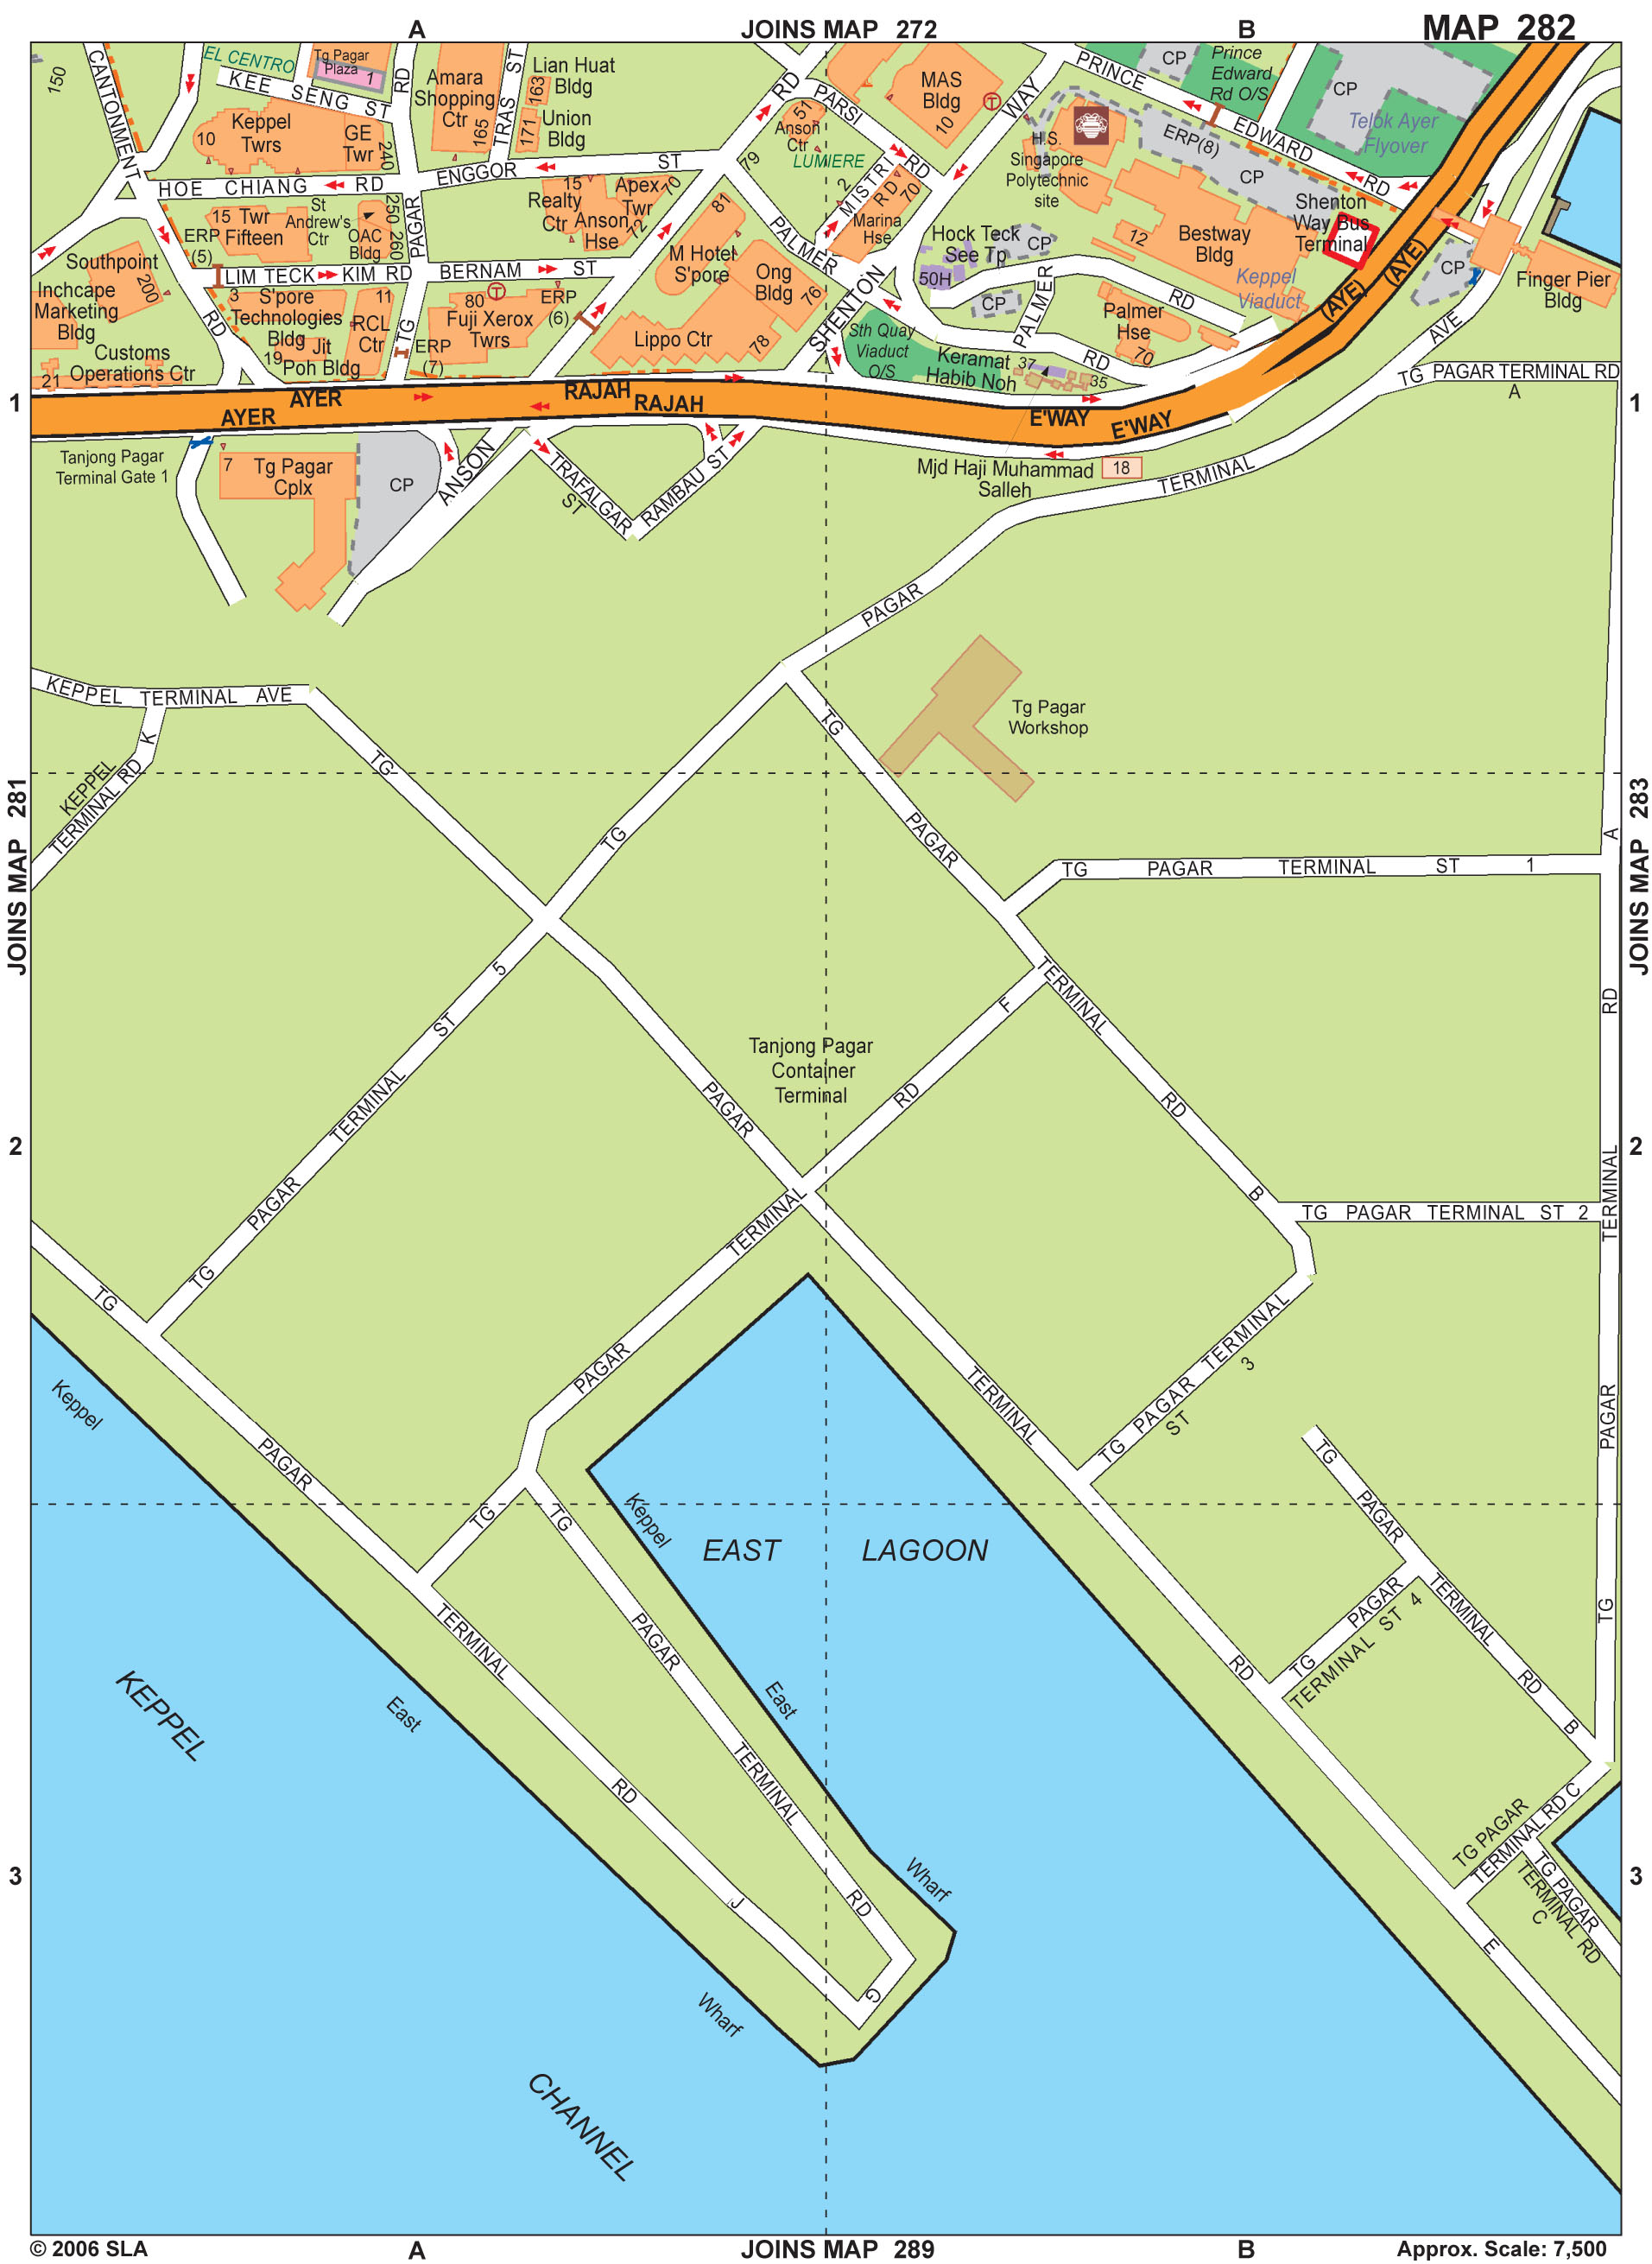 A
JOINS MAP 272
B
MAP 282
150
CANTONMENT
EL CENTRO
KEE SENG ST
Tg Pagar
Plaza
1
RD
Amara
Shopping
Ctr
165
TRAS ST
163
Lian Huat
Bldg
171
Union
Bldg
10
Keppel
Twrs
GE
Twr
240
RD
PARSI
RD
51
Anson
Ctr
LUMIERE
79
MAS
Bldg
10
WAY
PRINCE
EDWARD
RD
CP
Prince
Edward
Rd O/S
CP
Telok Ayer
Flyover
H.S.
Singapore
Polytechnic
site
ERP(8)
CP
HOE CHIANG RD
ENGGOR ST
15
Realty
Ctr
Apex
Twr
70
Anson
Hse
72
2
MISTRI
RD
70
Marina
Hse
81
M Hotel
S'pore
PALMER
Ong
Bldg
76
15 Twr
Fifteen
ERP
(5)
St
Andrew's
Ctr
OAC
Bldg
250
260
PAGAR
TG
Southpoint
200
Inchcape
Marketing
Bldg
LIM TECK KIM RD
BERNAM ST
3
S'pore
Technologies
Bldg
11
RCL
Ctr
19
Jit
Poh Bldg
RD
ERP
(7)
80
Fuji Xerox
Twrs
ERP
(6)
Lippo Ctr
78
SHENTON
Hock Teck
See Tp
CP
50H
CP
12
Bestway
Bldg
Keppel
Viaduct
Shenton
Way Bus
Terminal
PALMER
RD
RD
Palmer
Hse
70
Sth Quay
Viaduct
O/S
Keramat
Habib Noh
37
35
(AYE)
(AYE)
CP
Finger Pier
Bldg
AVE
Customs
Operations Ctr
21
TG PAGAR TERMINAL RD
A
1
AYER
AYER
RAJAH
RAJAH
E'WAY
E'WAY
1
Tanjong Pagar
Terminal Gate 1
7
Tg Pagar
Cplx
CP
ANSON
TRAFALGAR
ST
RAMBAU ST
Mjd Haji Muhammad
Salleh
18
TERMINAL
PAGAR
KEPPEL TERMINAL AVE
K
KEPPEL
TERMINAL RD
TG
TG
TG
Tg Pagar
Workshop
PAGAR
JOINS MAP 281
JOINS MAP 283
TG PAGAR TERMINAL ST 1
A
5
ST
TERMINAL
PAGAR
TG
PAGAR
Tanjong Pagar
Container
Terminal
F
RD
TERMINAL
PAGAR
TG
TERMINAL
RD
B
RD
2
2
TERMINAL
TG PAGAR TERMINAL ST 2
TG
Keppel
PAGAR
TERMINAL
TG PAGAR TERMINAL
ST
3
PAGAR
TG
TG
Keppel
EAST LAGOON
TG
PAGAR
TERMINAL
RD
B
TG PAGAR
TERMINAL ST 4
TERMINAL
PAGAR
TERMINAL
RD
KEPPEL
East
East
RD
TERMINAL
RD
J
G
Wharf
Wharf
TG PAGAR
TERMINAL RD C
TG PAGAR
TERMINAL RD
C
E
3
3
CHANNEL
© 2006 SLA
A
JOINS MAP 289
B
Approx. Scale: 7,500